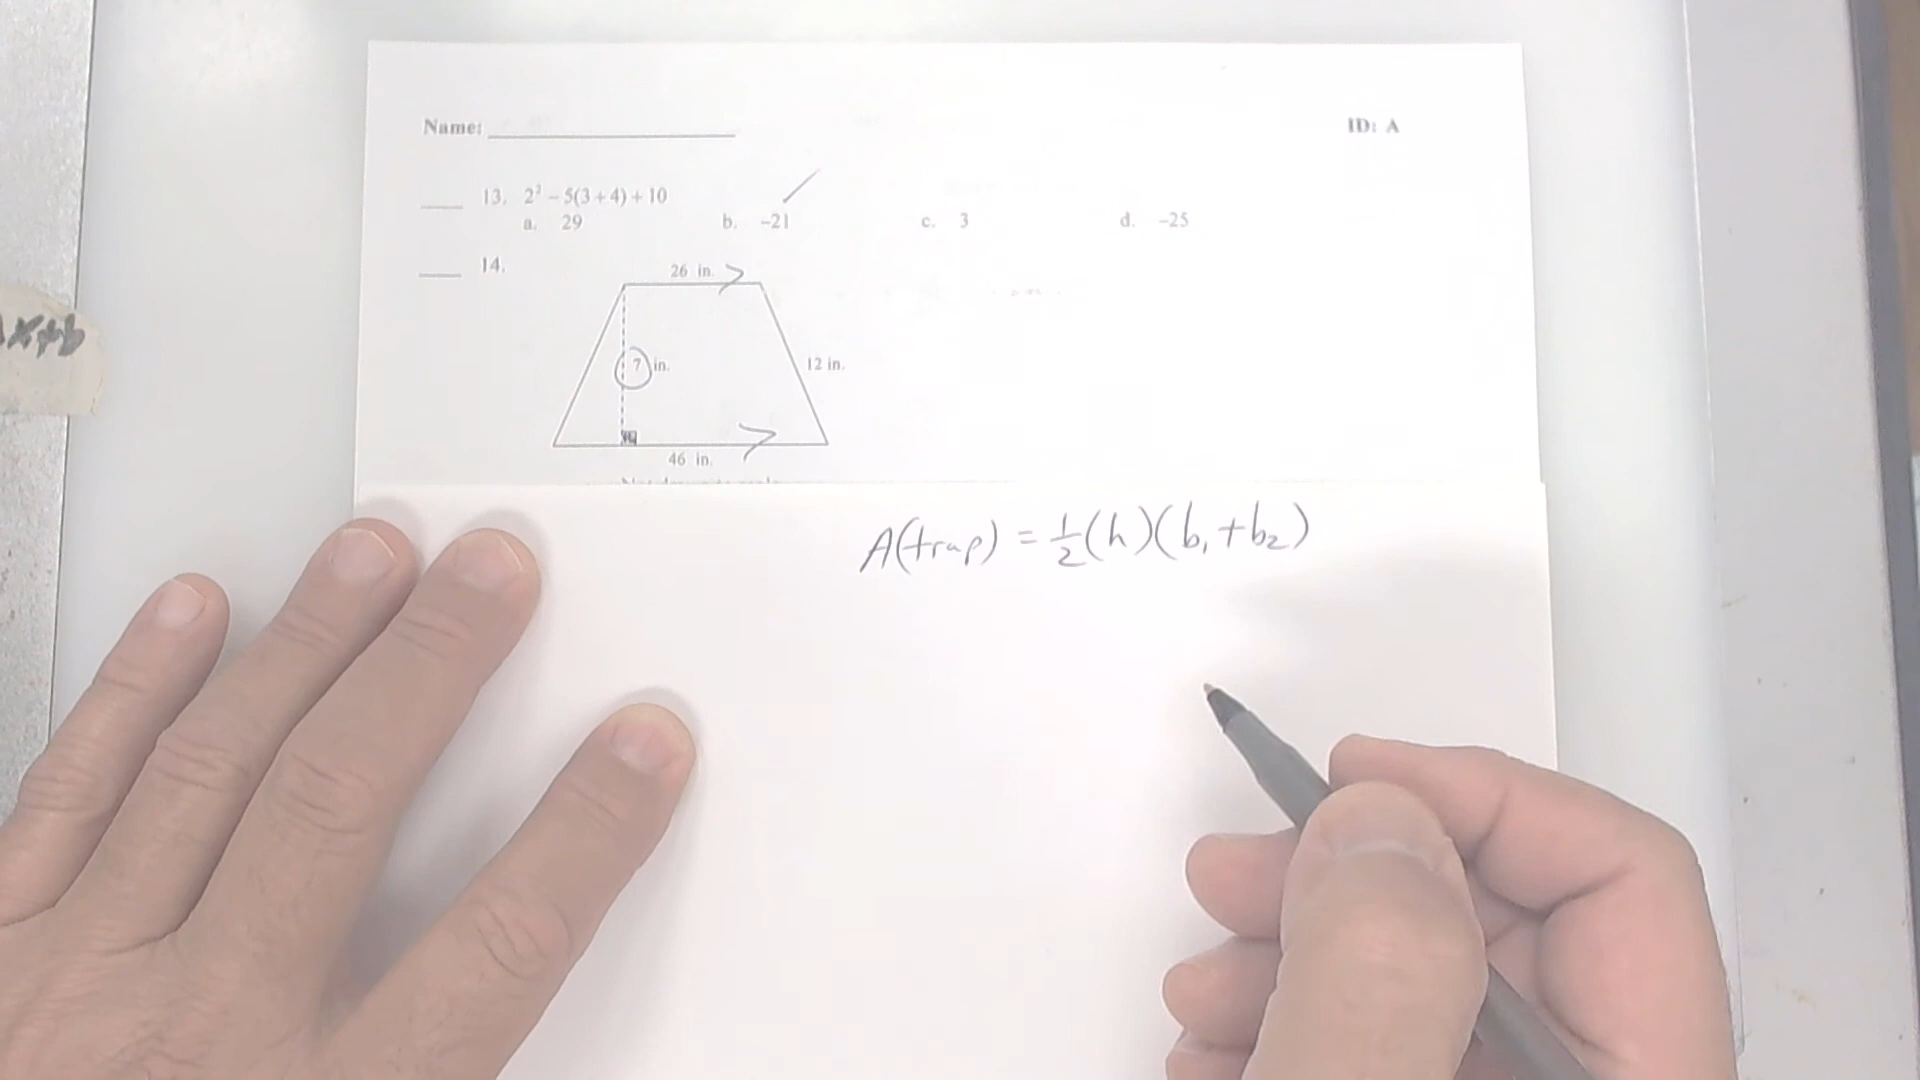 Name: ID: A
13. 2² – 5(3 + 4) + 10
a. 29 b. –21 c. 3 d. –25
14.
26 in.
7 in.
12 in.
46 in.
A(trap) = 1/2(h)(b₁+b₂)